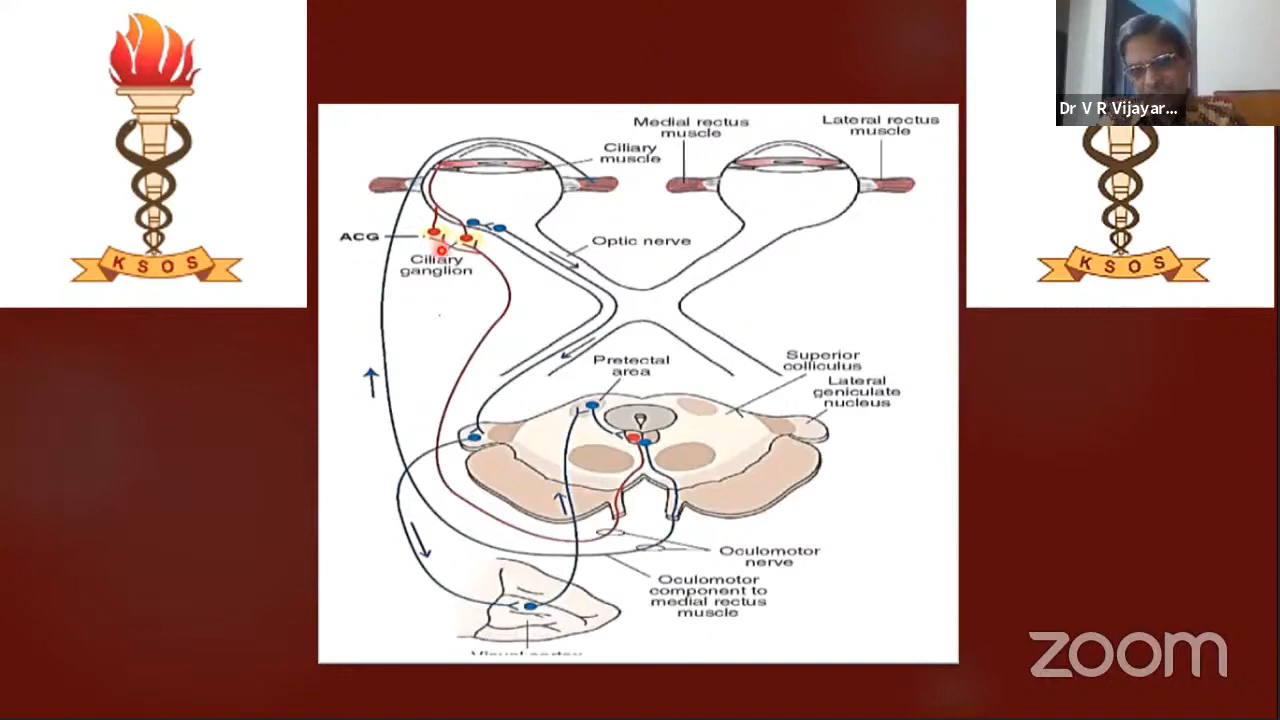 KSOS
Dr V R Vijayar...
KSOS
Medial rectus
muscle
Lateral rectus
muscle
Ciliary
muscle
ACG
Optic nerve
Ciliary
ganglion
Pretectal
area
Superior
colliculus
Lateral
geniculate
nucleus
Oculomotor
nerve
Oculomotor
component to
medial rectus
muscle
zoom